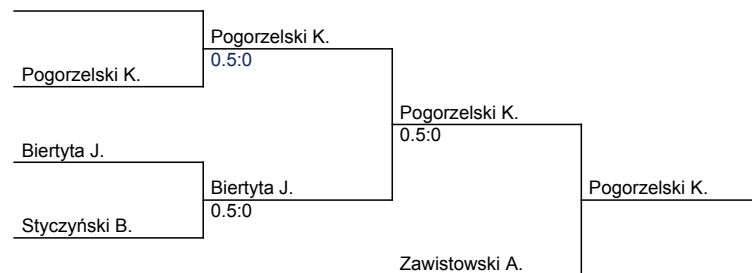 Pogorzelski K.
0.5:0
Pogorzelski K.
Pogorzelski K.
0.5:0
Biertyta J.
Biertyta J.
0.5:0
Pogorzelski K.
Styczyński B.
Zawistowski A.